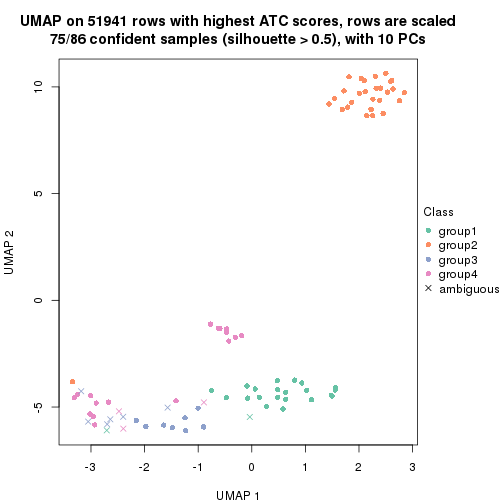 UMAP on 51941 rows with highest ATC scores, rows are scaled
75/86 confident samples (silhouette > 0.5), with 10 PCs
10
5
0
-5
UMAP 2
-3
-2
-1
0
1
2
3
UMAP 1
Class
group1
group2
group3
group4
ambiguous